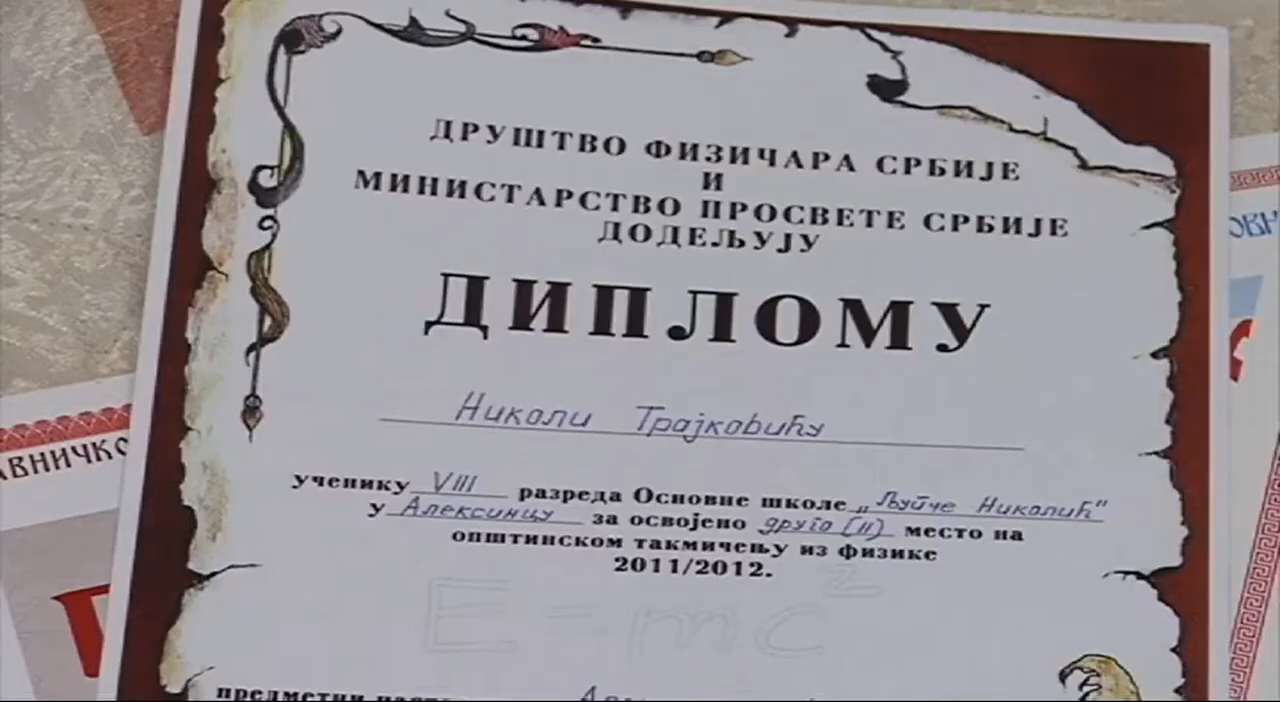 ДРУШТВО ФИЗИЧАРА СРБИЈЕ
И
МИНИСТАРСТВО ПРОСВЕТЕ СРБИЈЕ
ДОДЕЉУЈУ
ДИПЛОМУ
Николи Трајковићу
ученику VIII разреда Основне школе „Љупче Николић"
у Алексинцу за освојено друго (II) место на
општинском такмичењу из физике
2011/2012.
E=mc²
предметни